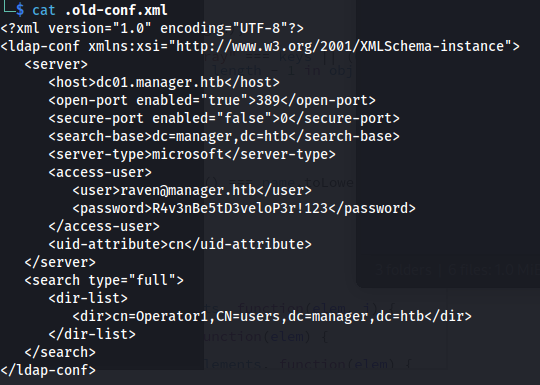 └─$ cat .old-conf.xml
<?xml version="1.0" encoding="UTF-8"?>
<ldap-conf xmlns:xsi="http://www.w3.org/2001/XMLSchema-instance">
   <server>
      <host>dc01.manager.htb</host>
      <open-port enabled="true">389</open-port>
      <secure-port enabled="false">0</secure-port>
      <search-base>dc=manager,dc=htb</search-base>
      <server-type>microsoft</server-type>
      <access-user>
         <user>raven@manager.htb</user>
         <password>R4v3nBe5tD3veloP3r!123</password>
      </access-user>
      <uid-attribute>cn</uid-attribute>
   </server>
   <search type="full">
      <dir-list>
         <dir>cn=Operator1,CN=users,dc=manager,dc=htb</dir>
      </dir-list>
   </search>
</ldap-conf>